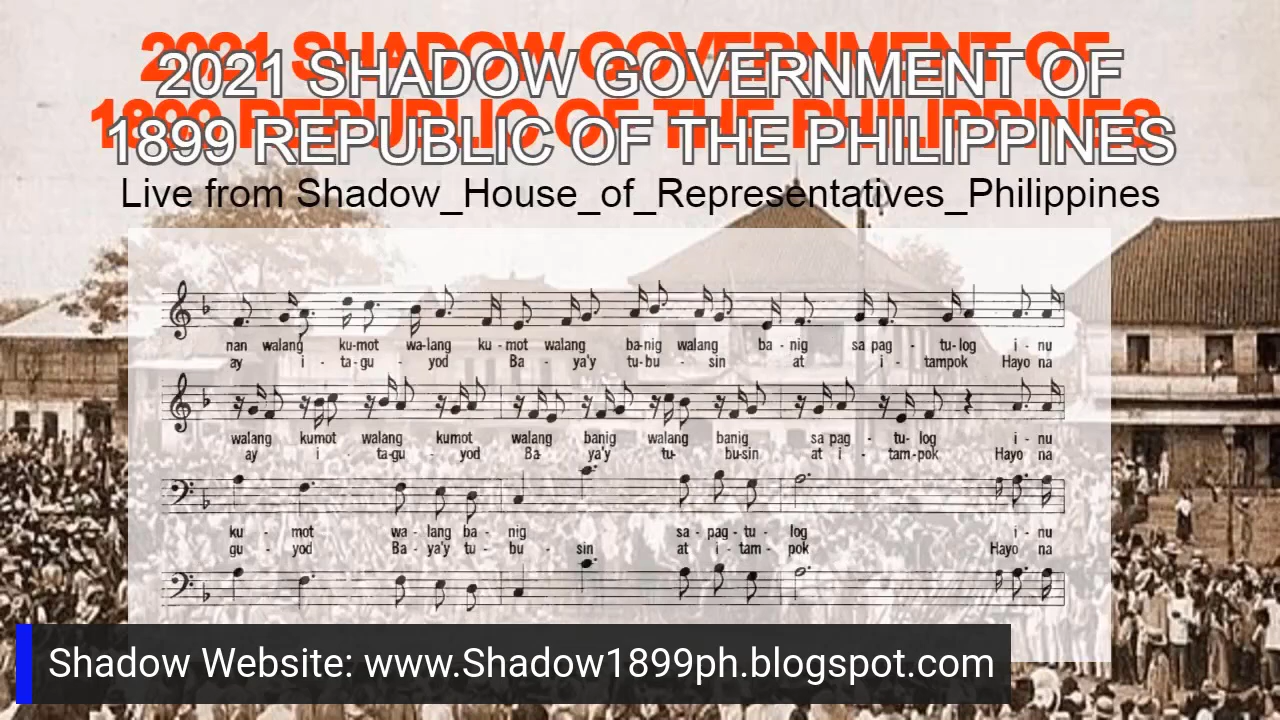 2021 SHADOW GOVERNMENT OF
1899 REPUBLIC OF THE PHILIPPINES
Live from Shadow_House_of_Representatives_Philippines
nan walang ku-mot wa-lang ku - mot walang ba-nig walang ba - nig sa pag - tu-log i - nu
ay i - ta-gu - yod Ba - ya'y tu-bu - sin at i - tampok Hayo na
walang kumot walang kumot walang banig walang banig sa pag - tu- log i - nu
ay i - ta-gu - yod Ba- ya'y tu- bu-sin at i - tam-pok Hayo na
ku - mot wa - lang ba - nig sa - pag - tu - log i - nu
gu - yod Ba - ya'y tu - bu - sin at i - tam - pok Hayo na
Shadow Website: www.Shadow1899ph.blogspot.com